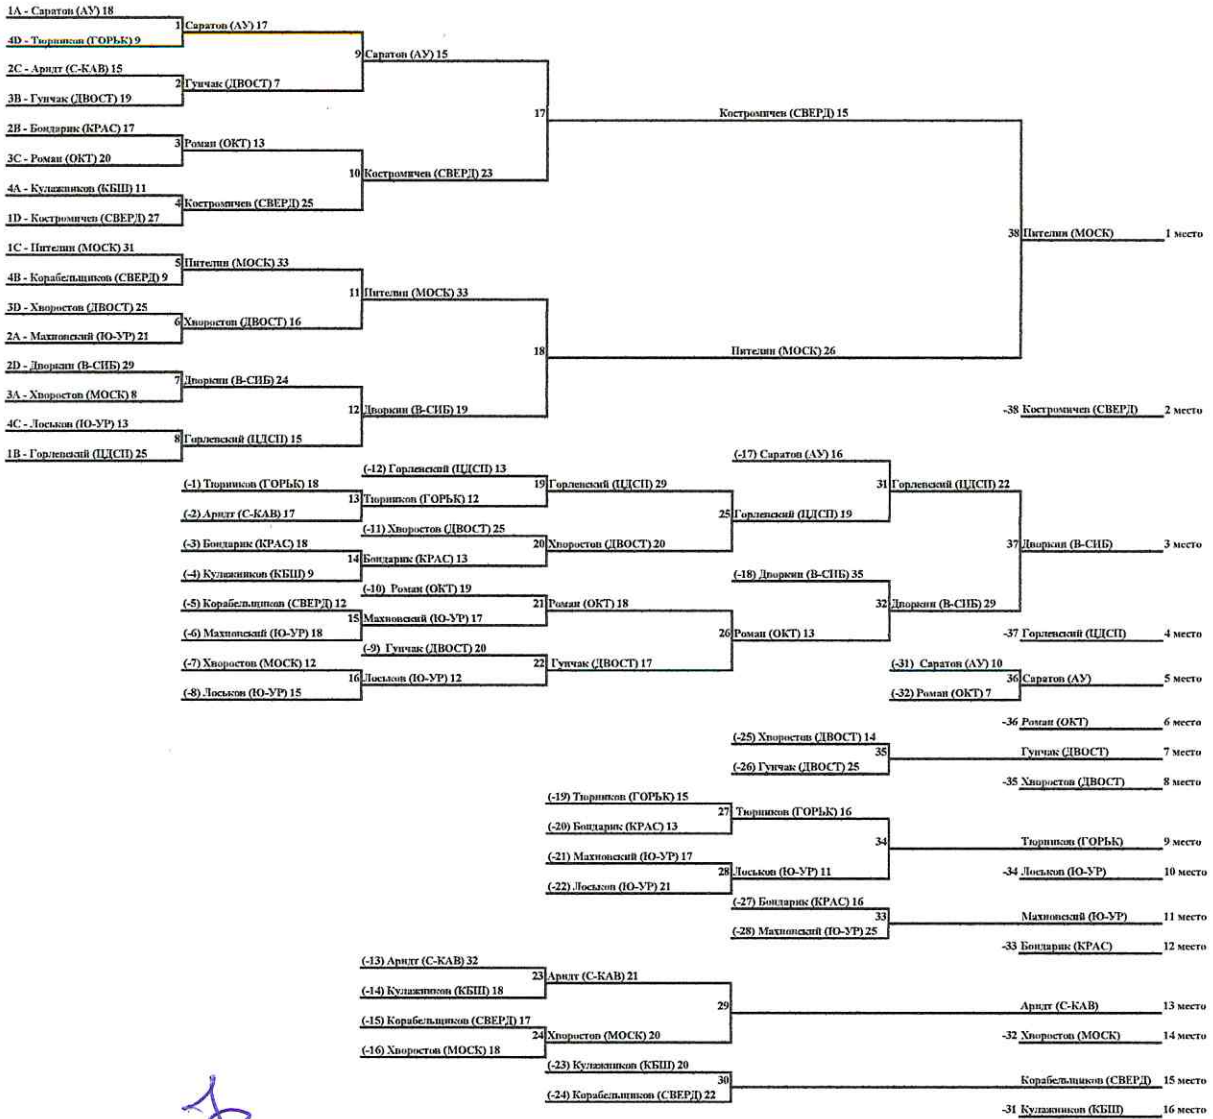 1A - Саратов (АУ) 18
1 Саратов (АУ) 17
4D - Тюрников (ГОРЬК) 9
9 Саратов (АУ) 15
2C - Арндт (С-КАВ) 15
2 Гунчак (ДВОСТ) 7
3B - Гунчак (ДВОСТ) 19
17 Костромичев (СВЕРД) 15
2B - Бондарик (КРАС) 17
3 Роман (ОКТ) 13
3C - Роман (ОКТ) 20
10 Костромичев (СВЕРД) 23
4A - Кулажников (КБШ) 11
4 Костромичев (СВЕРД) 25
1D - Костромичев (СВЕРД) 27
38 Пителин (МОСК) 1 место
1C - Пителин (МОСК) 31
5 Пителин (МОСК) 33
4B - Корабельщиков (СВЕРД) 9
11 Пителин (МОСК) 33
3D - Хворостов (ДВОСТ) 25
6 Хворостов (ДВОСТ) 16
2A - Махновский (Ю-УР) 21
18 Пителин (МОСК) 26
2D - Дворкин (В-СИБ) 29
7 Дворкин (В-СИБ) 24
3A - Хворостов (МОСК) 8
12 Дворкин (В-СИБ) 19
-38 Костромичев (СВЕРД) 2 место
4C - Лоськов (Ю-УР) 13
8 Горлевский (ЦДСП) 15
1B - Горлевский (ЦДСП) 25
(-17) Саратов (АУ) 16
(-12) Горлевский (ЦДСП) 13
(-1) Тюрников (ГОРЬК) 18
19 Горлевский (ЦДСП) 29
31 Горлевский (ЦДСП) 22
13 Тюрников (ГОРЬК) 12
(-2) Арндт (С-КАВ) 17
25 Горлевский (ЦДСП) 19
(-11) Хворостов (ДВОСТ) 25
(-3) Бондарик (КРАС) 18
20 Хворостов (ДВОСТ) 20
37 Дворкин (В-СИБ) 3 место
14 Бондарик (КРАС) 13
(-4) Кулажников (КБШ) 9
(-18) Дворкин (В-СИБ) 35
(-10) Роман (ОКТ) 19
(-5) Корабельщиков (СВЕРД) 12
21 Роман (ОКТ) 18
32 Дворкин (В-СИБ) 29
15 Махновский (Ю-УР) 17
(-6) Махновский (Ю-УР) 18
26 Роман (ОКТ) 13
-37 Горлевский (ЦДСП) 4 место
(-9) Гунчак (ДВОСТ) 20
(-7) Хворостов (МОСК) 12
22 Гунчак (ДВОСТ) 17
(-31) Саратов (АУ) 10
16 Лоськов (Ю-УР) 12
36 Саратов (АУ) 5 место
(-8) Лоськов (Ю-УР) 15
(-32) Роман (ОКТ) 7
-36 Роман (ОКТ) 6 место
(-25) Хворостов (ДВОСТ) 14
35 Гунчак (ДВОСТ) 7 место
(-26) Гунчак (ДВОСТ) 25
-35 Хворостов (ДВОСТ) 8 место
(-19) Тюрников (ГОРЬК) 15
27 Тюрников (ГОРЬК) 16
(-20) Бондарик (КРАС) 13
34 Тюрников (ГОРЬК) 9 место
(-21) Махновский (Ю-УР) 17
28 Лоськов (Ю-УР) 11
-34 Лоськов (Ю-УР) 10 место
(-22) Лоськов (Ю-УР) 21
(-27) Бондарик (КРАС) 16
33 Махновский (Ю-УР) 11 место
(-28) Махновский (Ю-УР) 25
-33 Бондарик (КРАС) 12 место
(-13) Арндт (С-КАВ) 32
23 Арндт (С-КАВ) 21
(-14) Кулажников (КБШ) 18
29 Арндт (С-КАВ) 13 место
(-15) Корабельщиков (СВЕРД) 17
24 Хворостов (МОСК) 20
-32 Хворостов (МОСК) 14 место
(-16) Хворостов (МОСК) 18
(-23) Кулажников (КБШ) 20
30 Корабельщиков (СВЕРД) 15 место
(-24) Корабельщиков (СВЕРД) 22
-31 Кулажников (КБШ) 16 место